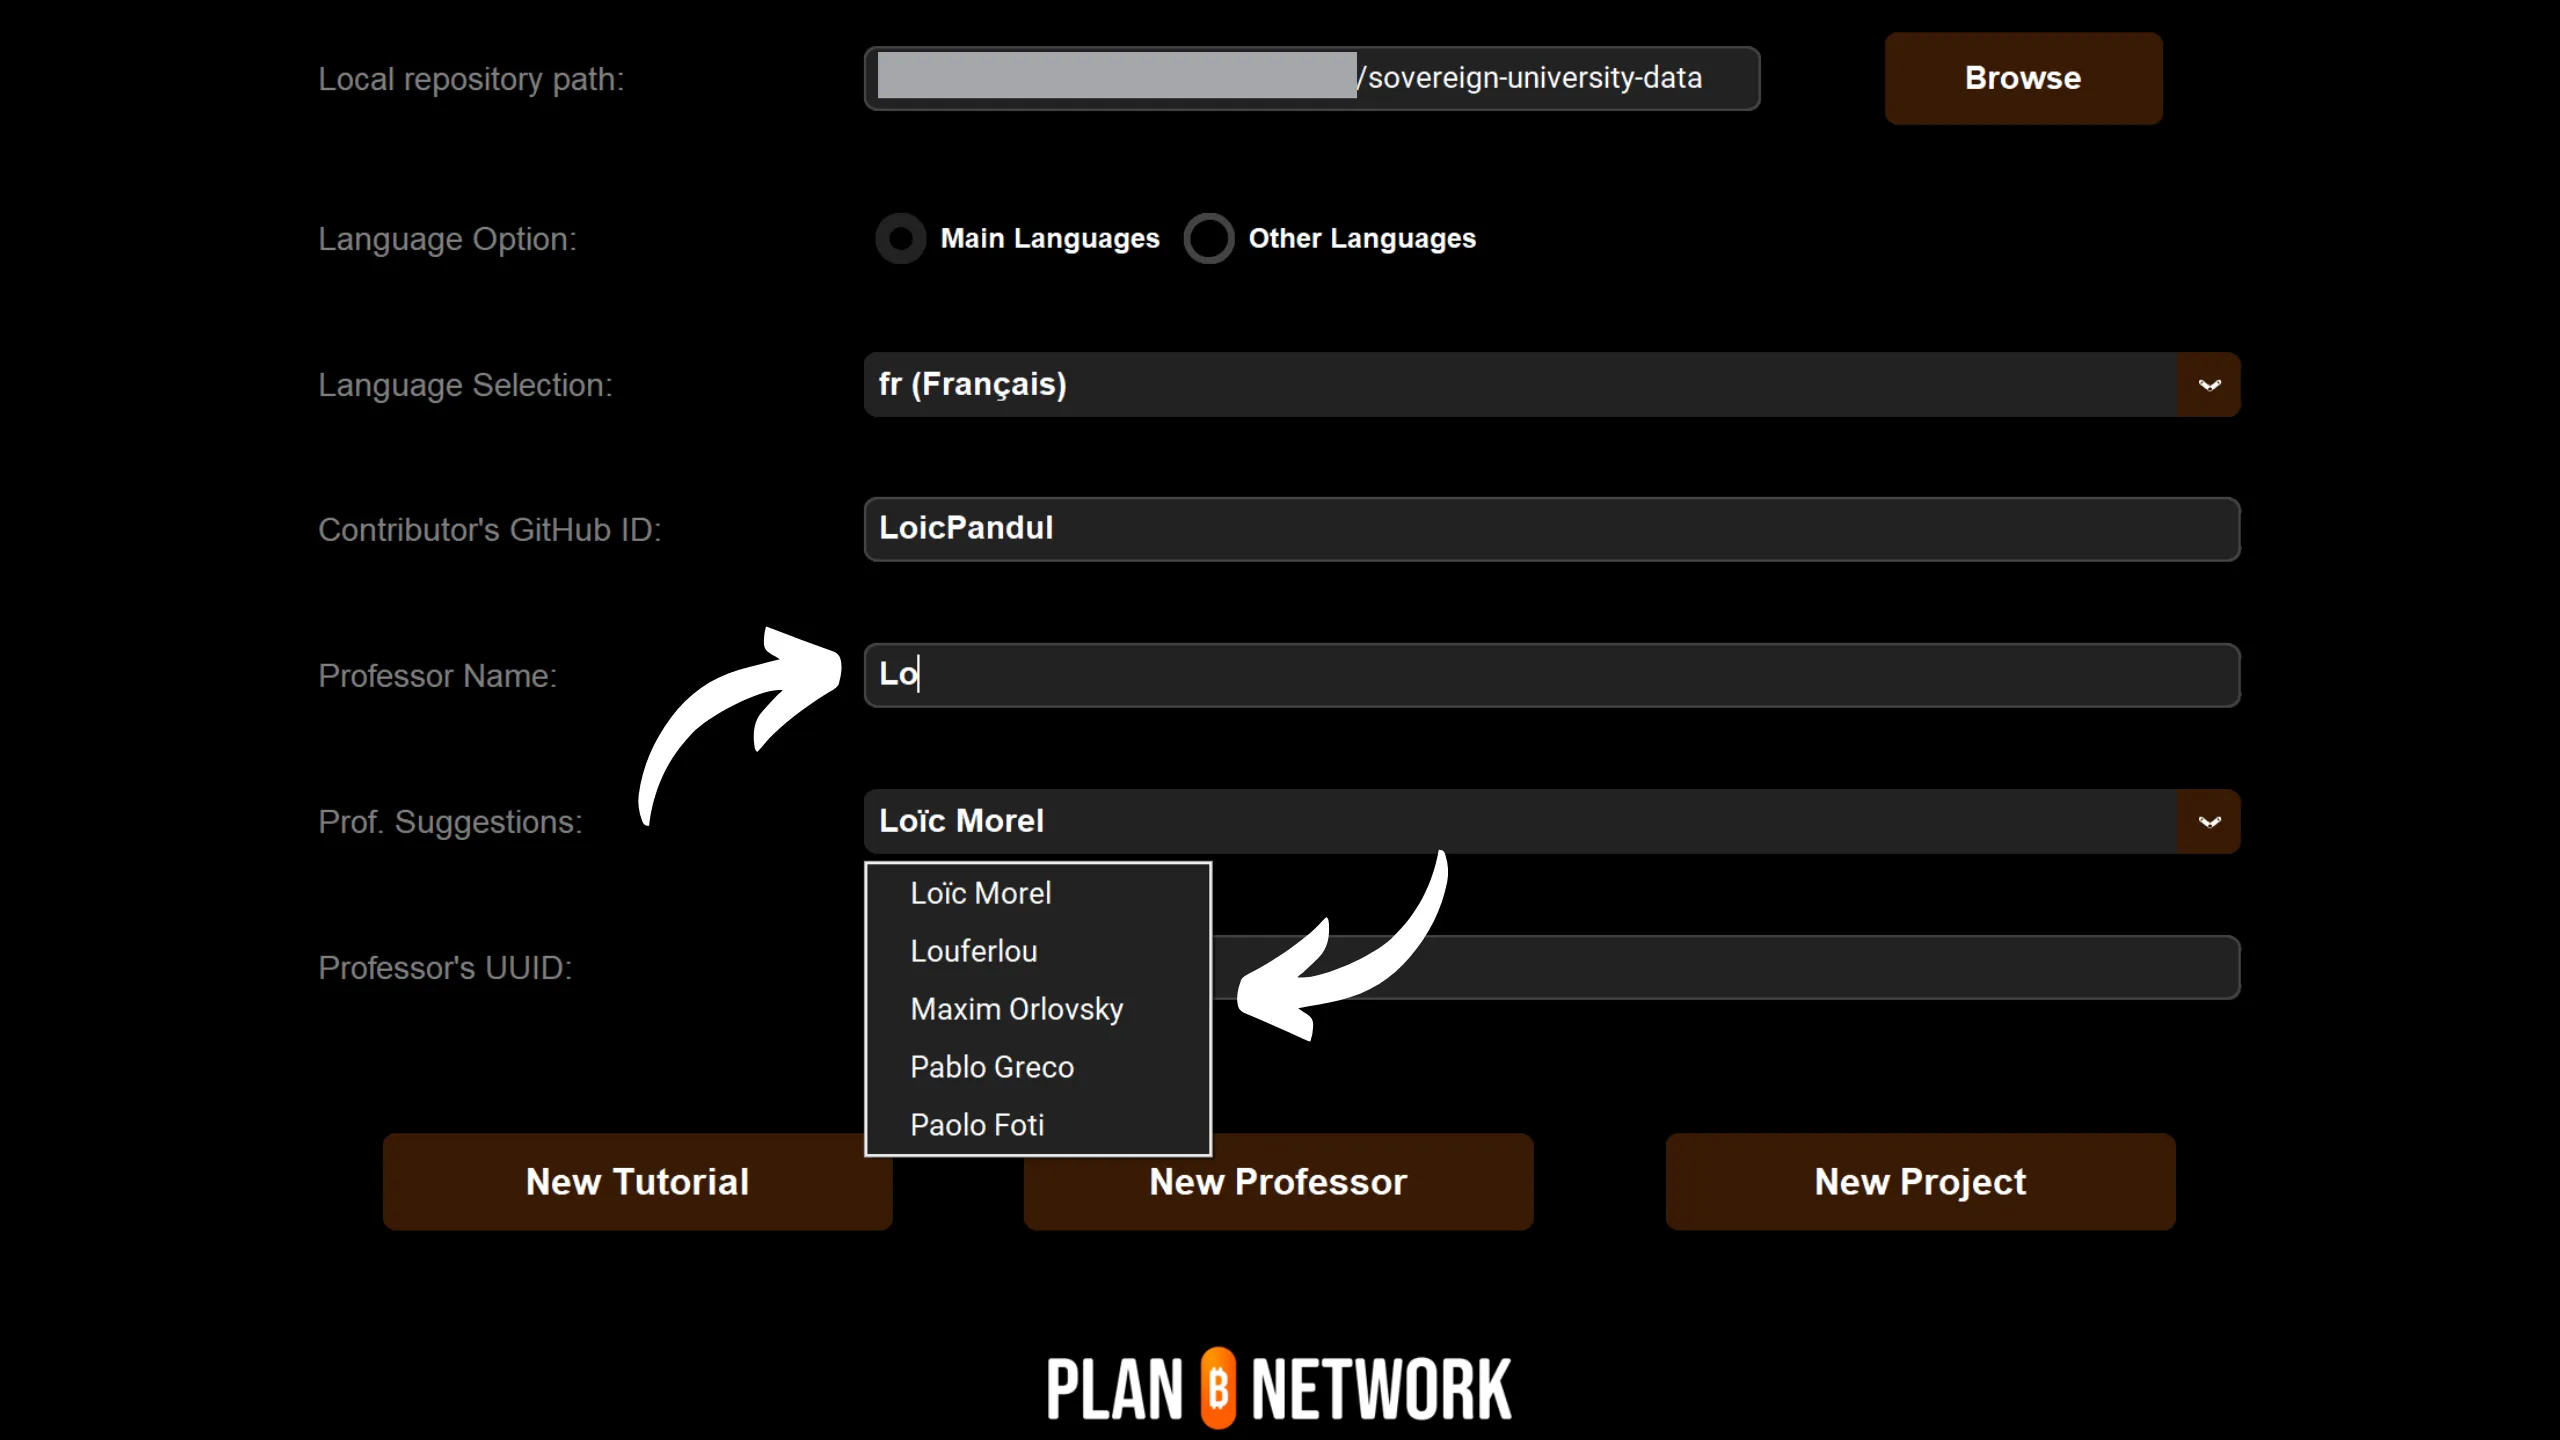 Local repository path:
/sovereign-university-data
Browse
Language Option:
Main Languages
Other Languages
Language Selection:
fr (Français)
Contributor's GitHub ID:
LoicPandul
Professor Name:
Lo
Prof. Suggestions:
Loïc Morel
Loïc Morel
Louferlou
Maxim Orlovsky
Pablo Greco
Paolo Foti
Professor's UUID:
New Tutorial
New Professor
New Project
PLAN ₿ NETWORK